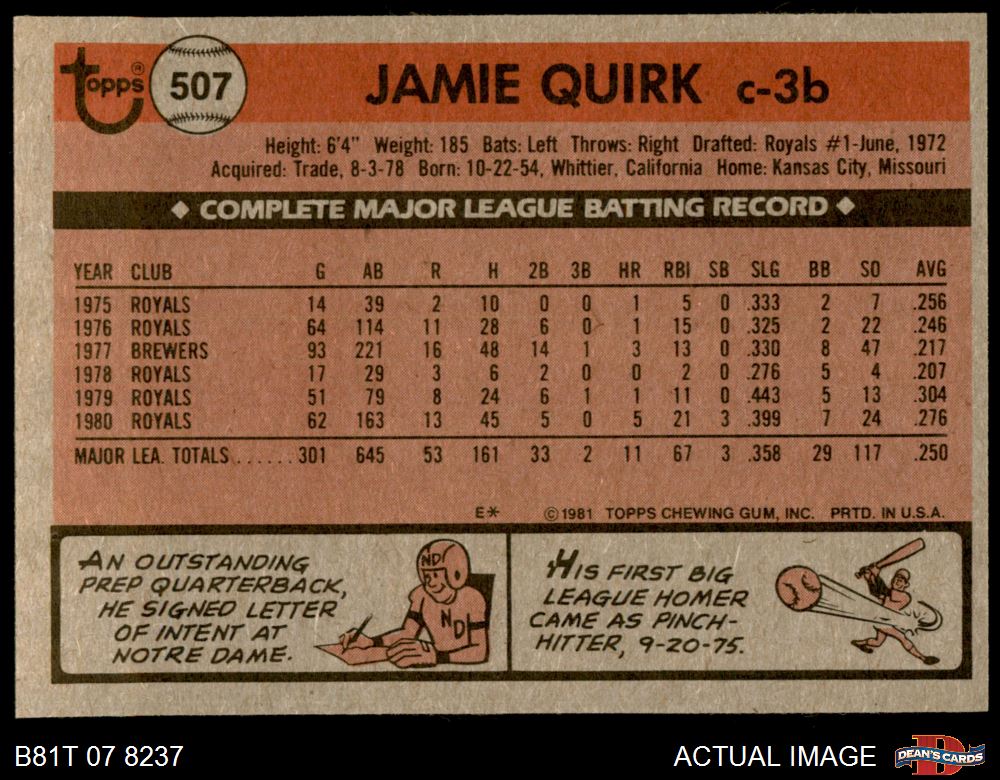 topps® 507 JAMIE QUIRK c-3b
Height: 6'4" Weight: 185 Bats: Left Throws: Right Drafted: Royals #1-June, 1972
Acquired: Trade, 8-3-78 Born: 10-22-54, Whittier, California Home: Kansas City, Missouri
◆ COMPLETE MAJOR LEAGUE BATTING RECORD ◆
YEAR CLUB G AB R H 2B 3B HR RBI SB SLG BB SO AVG
1975 ROYALS 14 39 2 10 0 0 1 5 0 .333 2 7 .256
1976 ROYALS 64 114 11 28 6 0 1 15 0 .325 2 22 .246
1977 BREWERS 93 221 16 48 14 1 3 13 0 .330 8 47 .217
1978 ROYALS 17 29 3 6 2 0 0 2 0 .276 5 4 .207
1979 ROYALS 51 79 8 24 6 1 1 11 0 .443 5 13 .304
1980 ROYALS 62 163 13 45 5 0 5 21 3 .399 7 24 .276
MAJOR LEA. TOTALS ...... 301 645 53 161 33 2 11 67 3 .358 29 117 .250
E* ©1981 TOPPS CHEWING GUM, INC. PRTD. IN U.S.A.
AN OUTSTANDING
PREP QUARTERBACK,
HE SIGNED LETTER
OF INTENT AT
NOTRE DAME.
ND
ND
HIS FIRST BIG
LEAGUE HOMER
CAME AS PINCH-
HITTER, 9-20-75.
B81T 07 8237 ACTUAL IMAGE DEAN'S CARDS